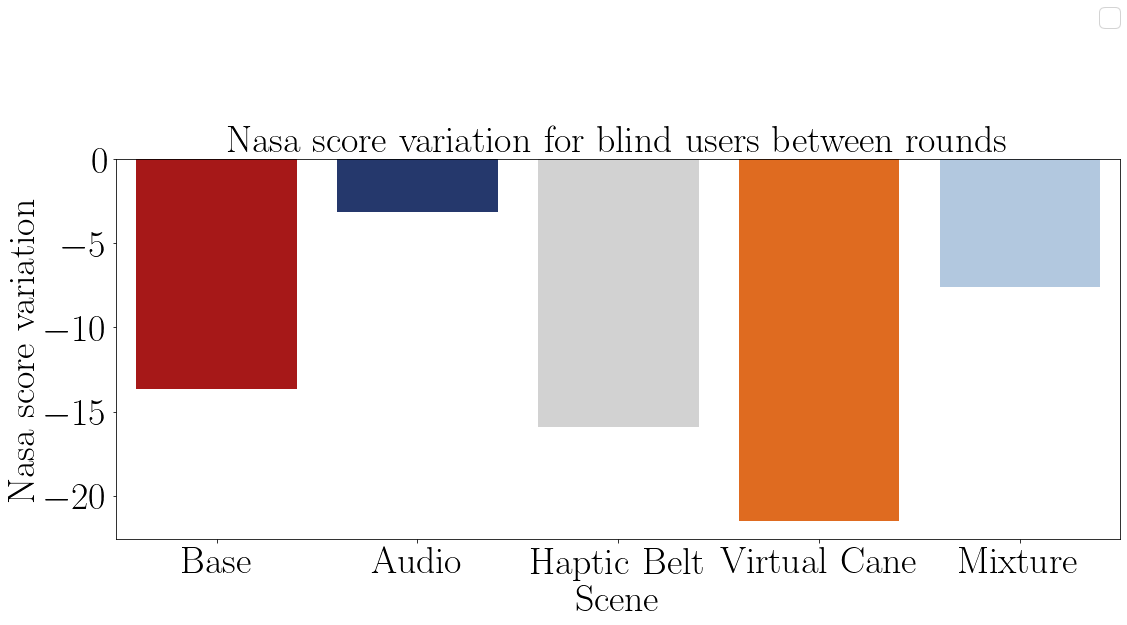 Nasa score variation for blind users between rounds
Nasa score variation
0
−5
−10
−15
−20
Base
Audio
Haptic Belt
Virtual Cane
Mixture
Scene